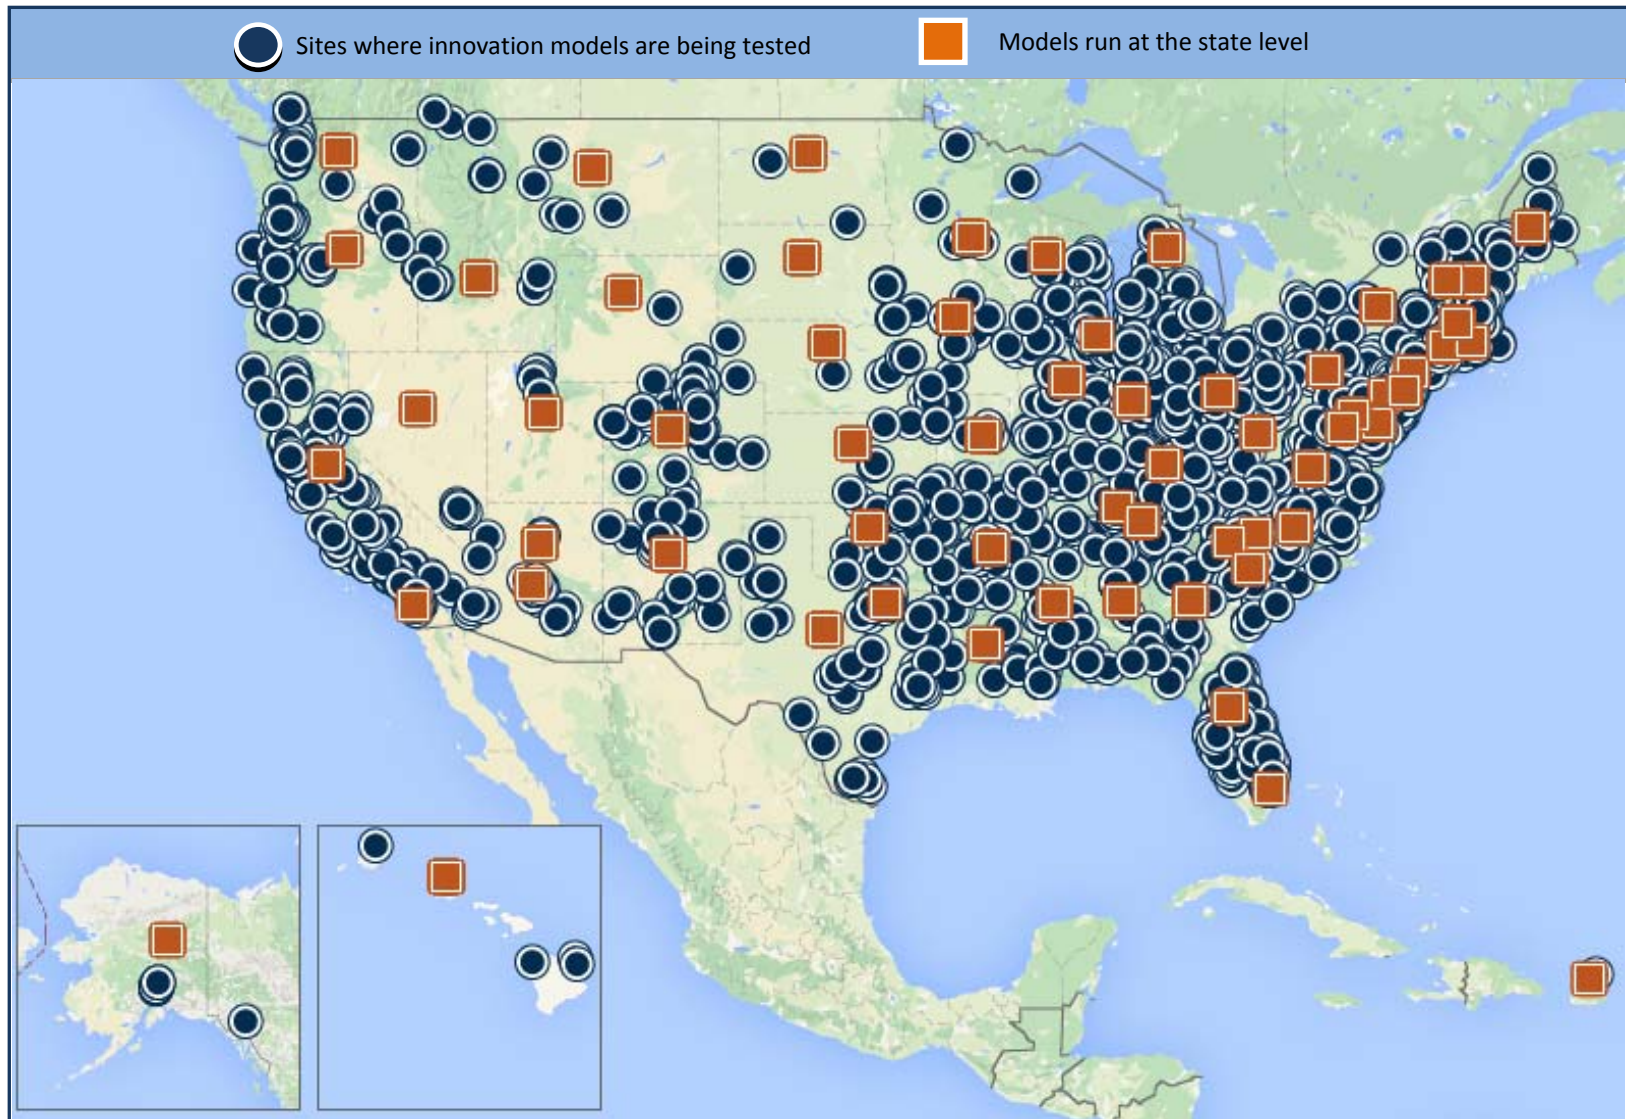 Sites where innovation models are being tested
Models run at the state level